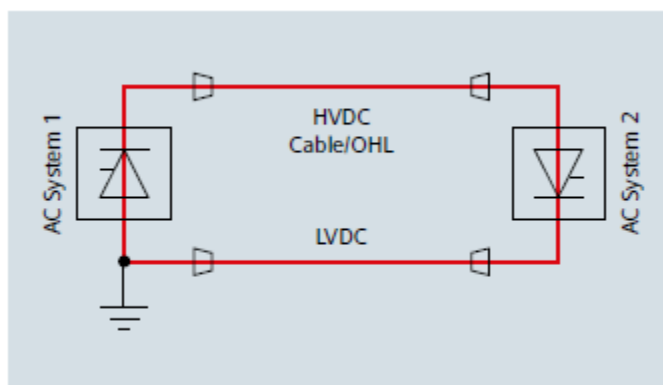 AC System 1
HVDC
Cable/OHL
LVDC
AC System 2